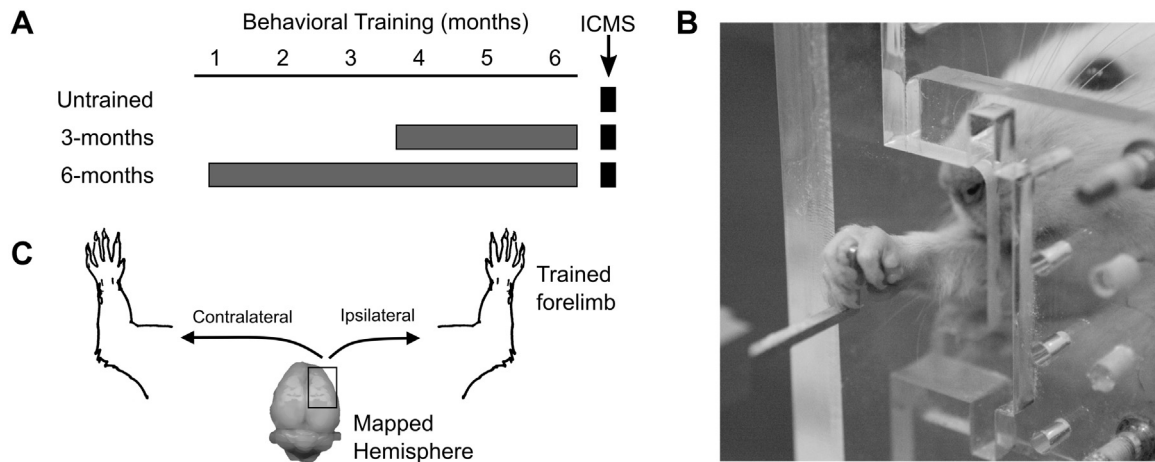 A
Behavioral Training (months)
ICMS
1 2 3 4 5 6
Untrained
3-months
6-months
B
C
Contralateral
Ipsilateral
Trained
forelimb
Mapped
Hemisphere